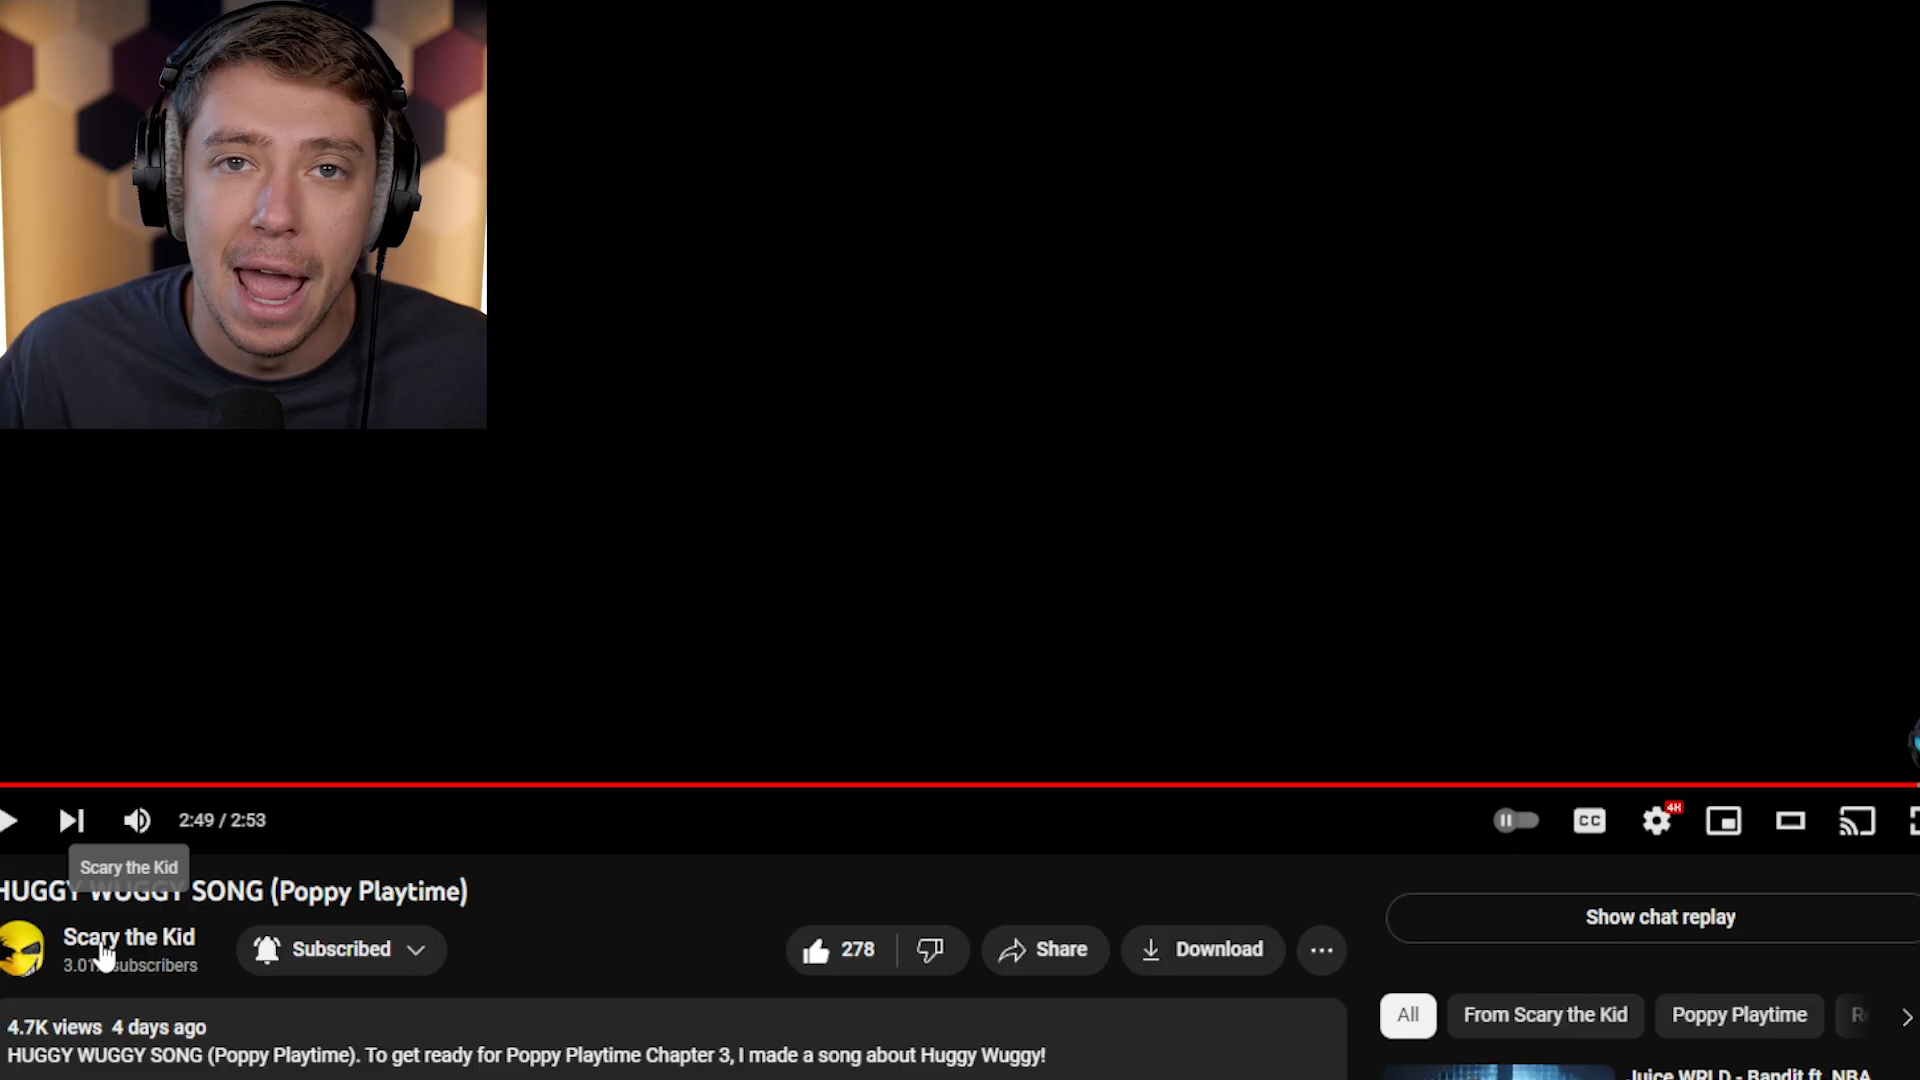 2:49 / 2:53
CC
Scary the Kid
HUGGY WUGGY SONG (Poppy Playtime)
Scary the Kid
subscribers
Subscribed
278
Share
Download
Show chat replay
All
From Scary the Kid
Poppy Playtime
4.7K views 4 days ago
HUGGY WUGGY SONG (Poppy Playtime). To get ready for Poppy Playtime Chapter 3, I made a song about Huggy Wuggy!
Juice WRLD - Bandit ft. NBA